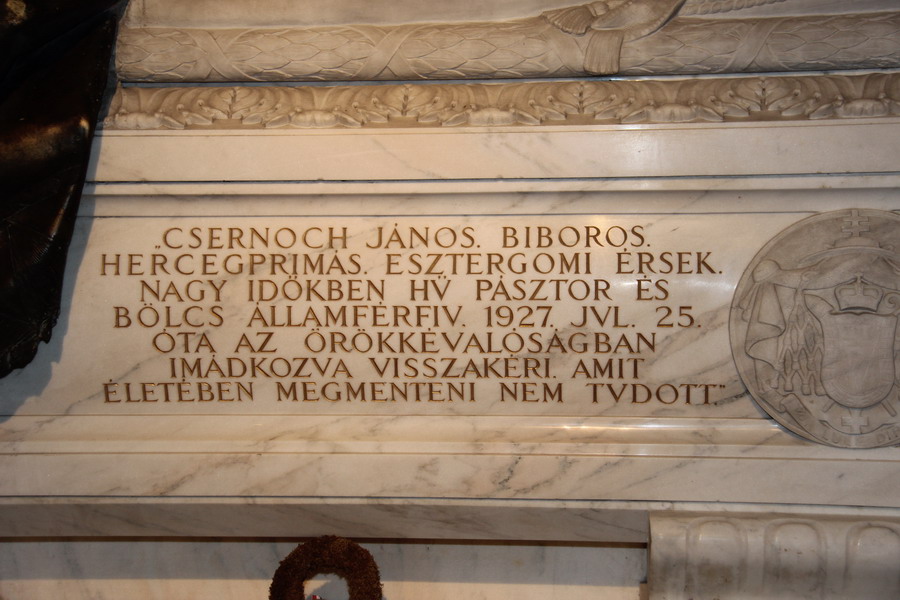 „CSERNOCH JÁNOS. BIBOROS.
HERCEGPRIMÁS. ESZTERGOMI ÉRSEK.
NAGY IDŐKBEN HV PÁSZTOR ÉS
BÖLCS ÁLLAMFÉRFIV. 1927. JVL. 25.
ÓTA AZ ÖRÖKKÉVALÓSÁGBAN
IMÁDKOZVA VISSZAKÉRI. AMIT
ÉLETÉBEN MEGMENTENI NEM TVDOTT."